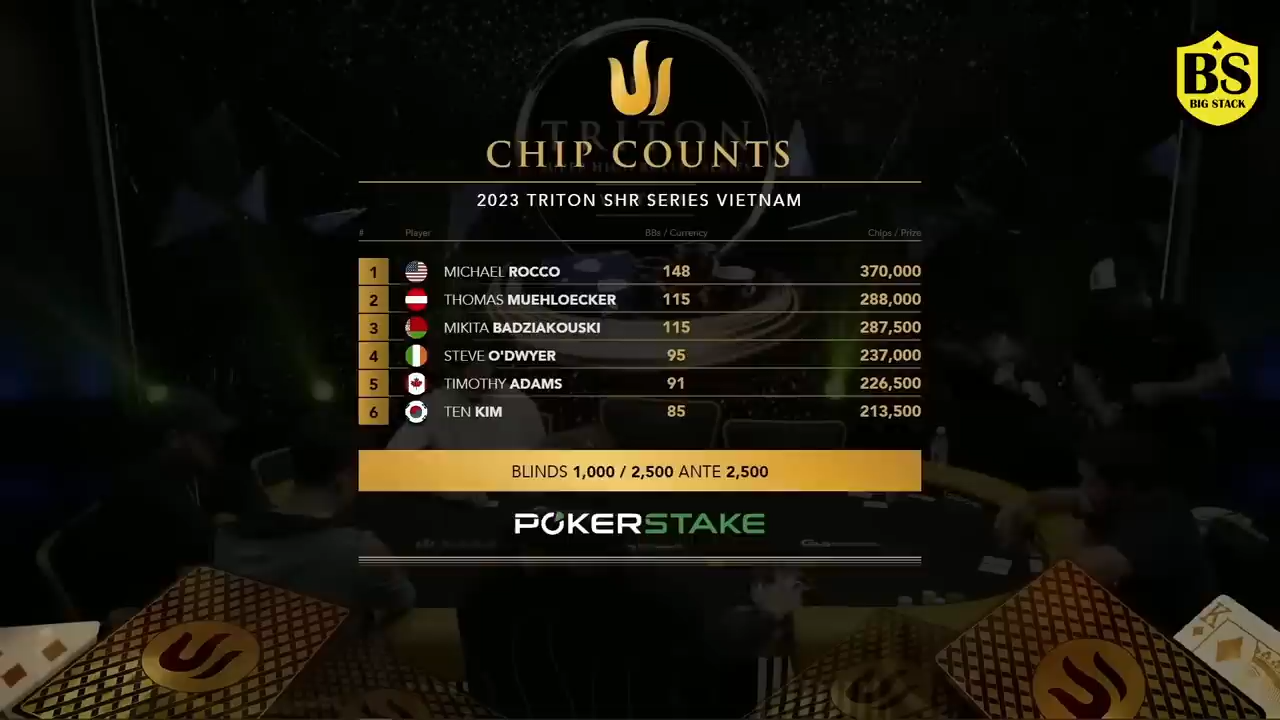 BS
BIG STACK
TRITON
CHIP COUNTS
2023 TRITON SHR SERIES VIETNAM
# Player BBs / Currency Chips / Prize
1 MICHAEL ROCCO 148 370,000
2 THOMAS MUEHLOECKER 115 288,000
3 MIKITA BADZIAKOUSKI 115 287,500
4 STEVE O'DWYER 95 237,000
5 TIMOTHY ADAMS 91 226,500
6 TEN KIM 85 213,500
BLINDS 1,000 / 2,500 ANTE 2,500
POKERSTAKE
K